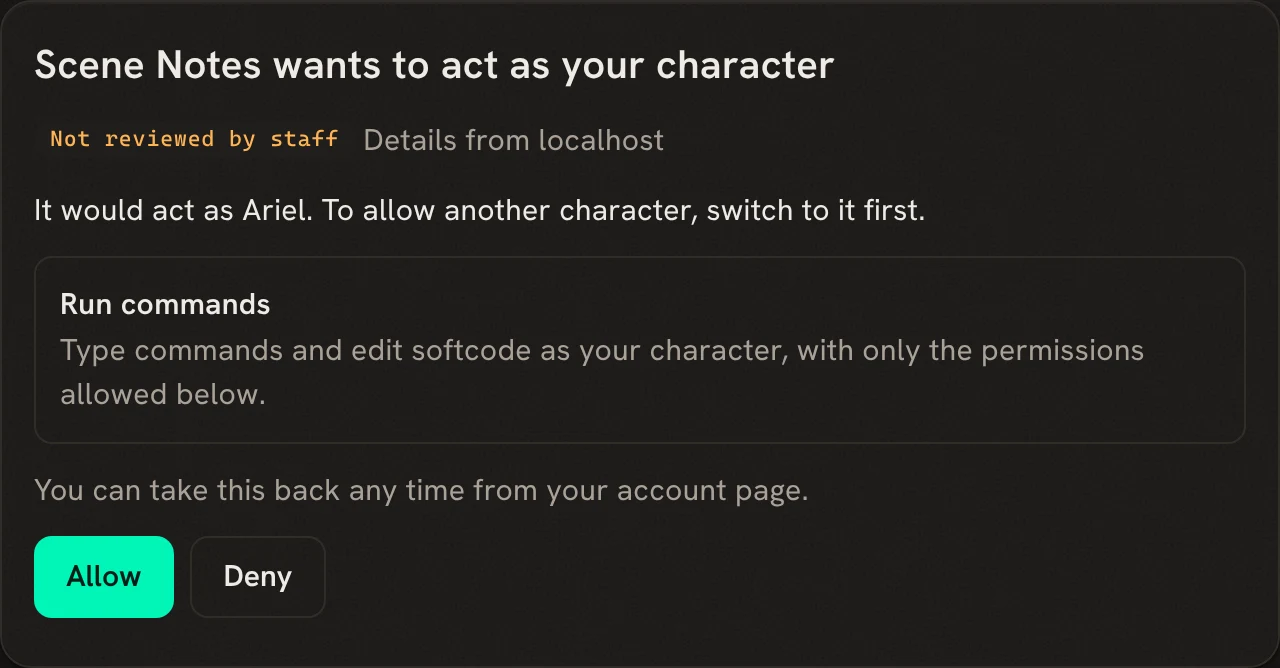 Scene Notes wants to act as your character
Not reviewed by staff Details from localhost
It would act as Ariel. To allow another character, switch to it first.
Run commands
Type commands and edit softcode as your character, with only the permissions
allowed below.
You can take this back any time from your account page.
Allow Deny